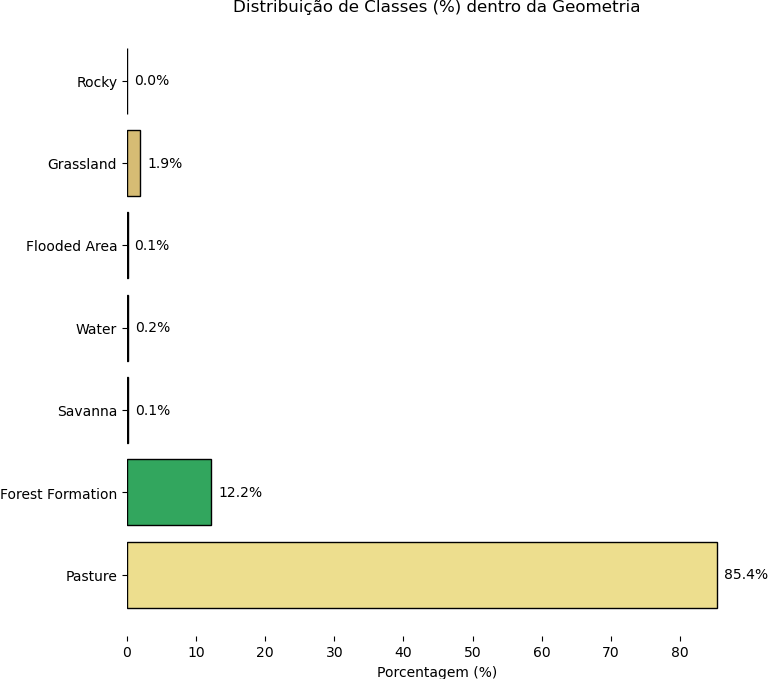 Distribuição de Classes (%) dentro da Geometria
Rocky 0.0%
Grassland 1.9%
Flooded Area 0.1%
Water 0.2%
Savanna 0.1%
Forest Formation 12.2%
Pasture 85.4%
0 10 20 30 40 50 60 70 80
Porcentagem (%)